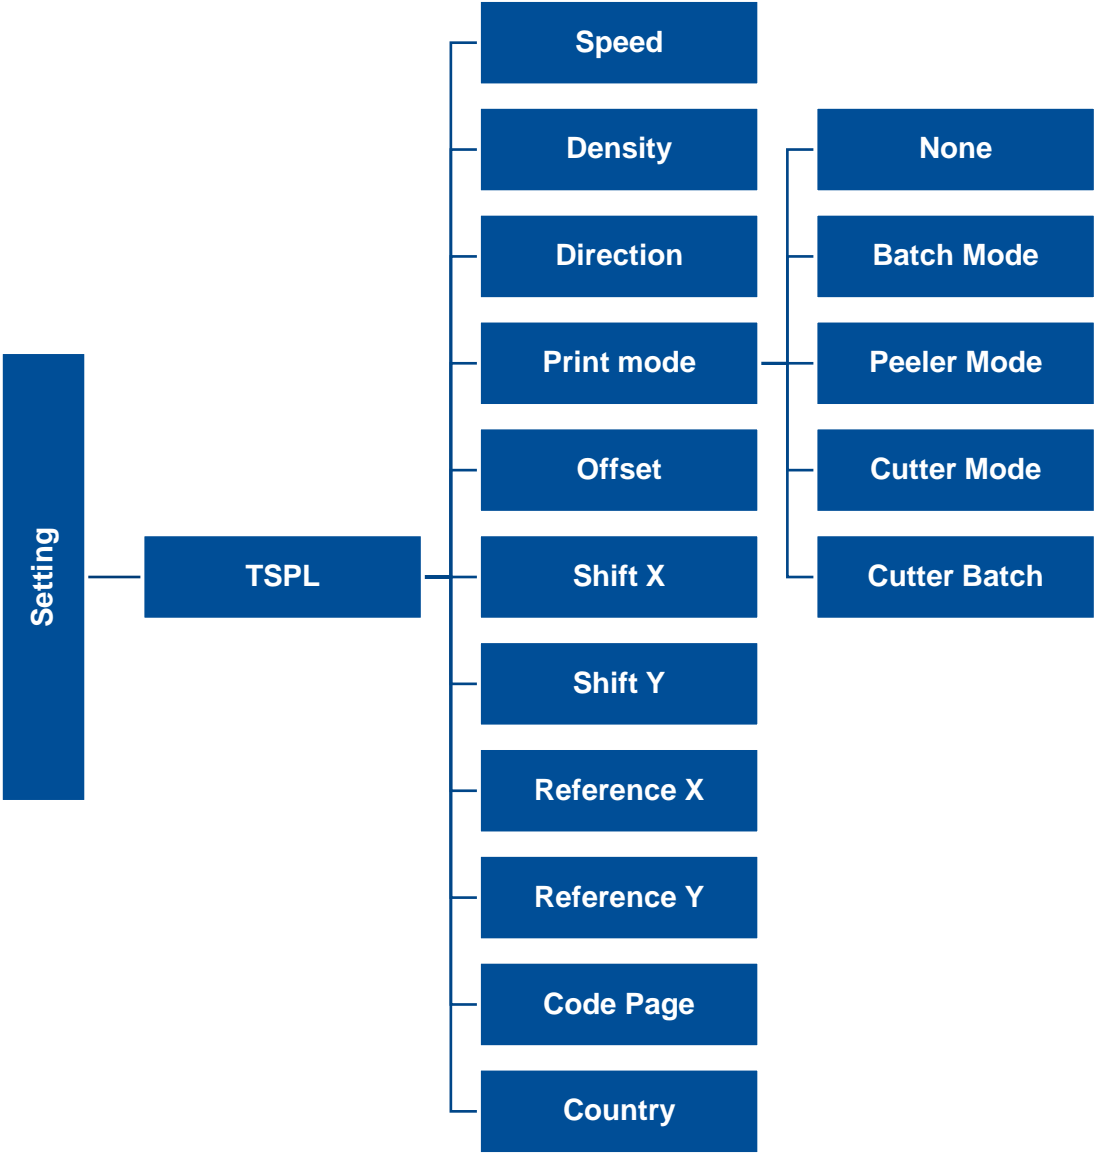 Setting
TSPL
Speed
Density
Direction
Print mode
Offset
Shift X
Shift Y
Reference X
Reference Y
Code Page
Country
None
Batch Mode
Peeler Mode
Cutter Mode
Cutter Batch